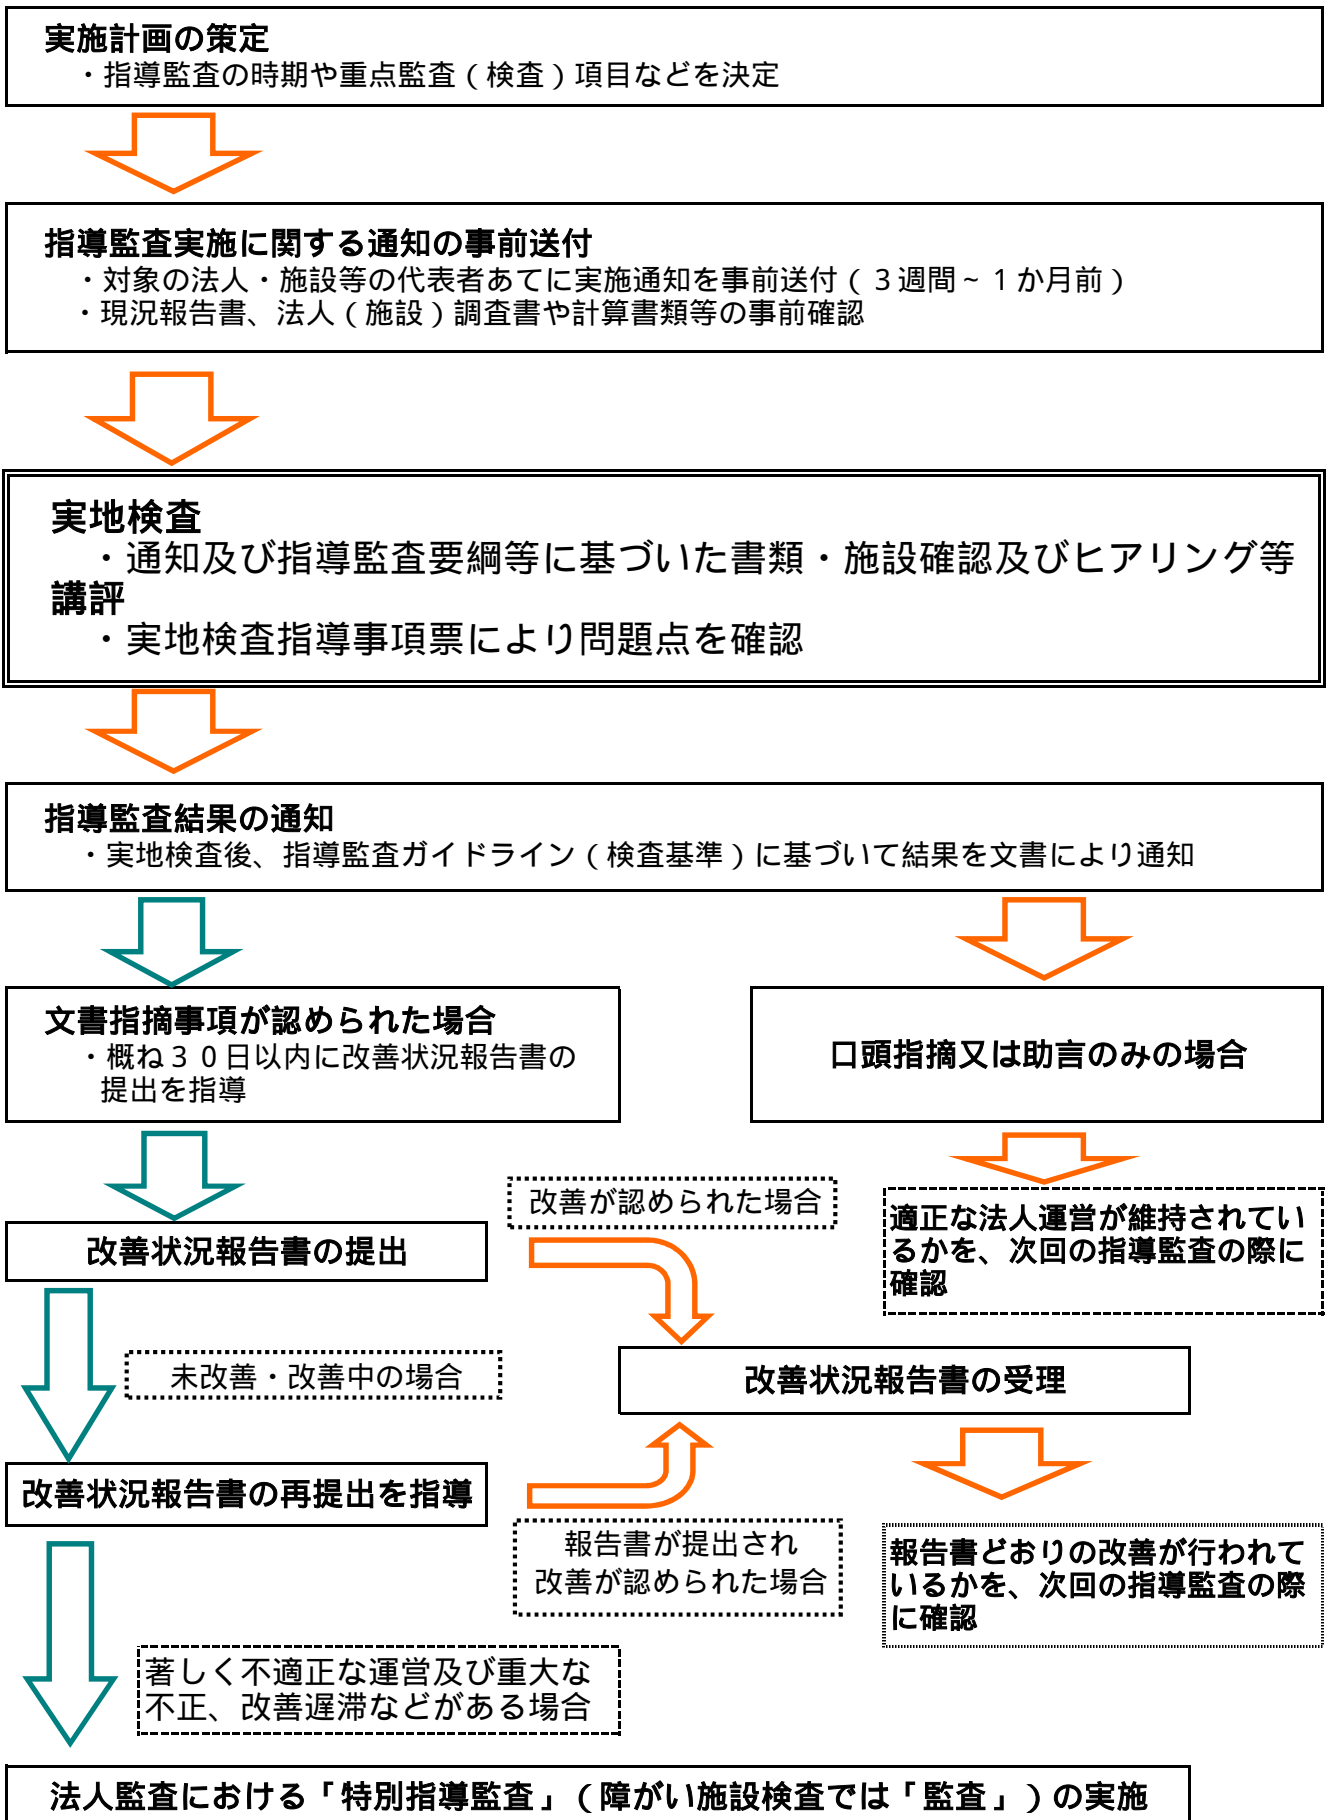 実施計画の策定
・指導監査の時期や重点監査（検査）項目などを決定
指導監査実施に関する通知の事前送付
・対象の法人・施設等の代表者あてに実施通知を事前送付（３週間～１か月前）
・現況報告書、法人（施設）調査書や計算書類等の事前確認
実地検査
・通知及び指導監査要綱等に基づいた書類・施設確認及びヒアリング等
講評
・実地検査指導事項票により問題点を確認
指導監査結果の通知
・実地検査後、指導監査ガイドライン（検査基準）に基づいて結果を文書により通知
文書指摘事項が認められた場合
・概ね３０日以内に改善状況報告書の
提出を指導
口頭指摘又は助言のみの場合
改善が認められた場合
適正な法人運営が維持されてい
るかを、次回の指導監査の際に
確認
改善状況報告書の提出
未改善・改善中の場合
改善状況報告書の受理
改善状況報告書の再提出を指導
報告書が提出され
改善が認められた場合
報告書どおりの改善が行われて
いるかを、次回の指導監査の際
に確認
著しく不適正な運営及び重大な
不正、改善遅滞などがある場合
法人監査における「特別指導監査」（障がい施設検査では「監査」）の実施